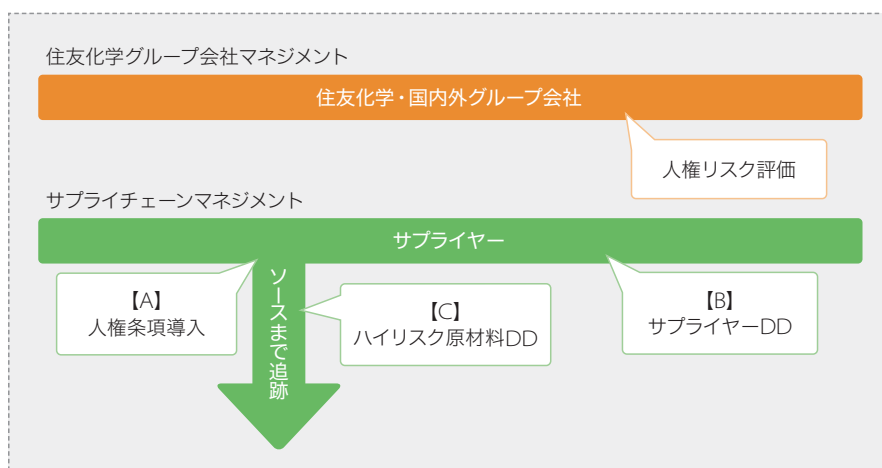 住友化学グループ会社マネジメント
住友化学・国内外グループ会社
人権リスク評価
サプライチェーンマネジメント
サプライヤー
【A】
人権条項導入
ソースまで追跡
【C】
ハイリスク原材料DD
【B】
サプライヤーDD